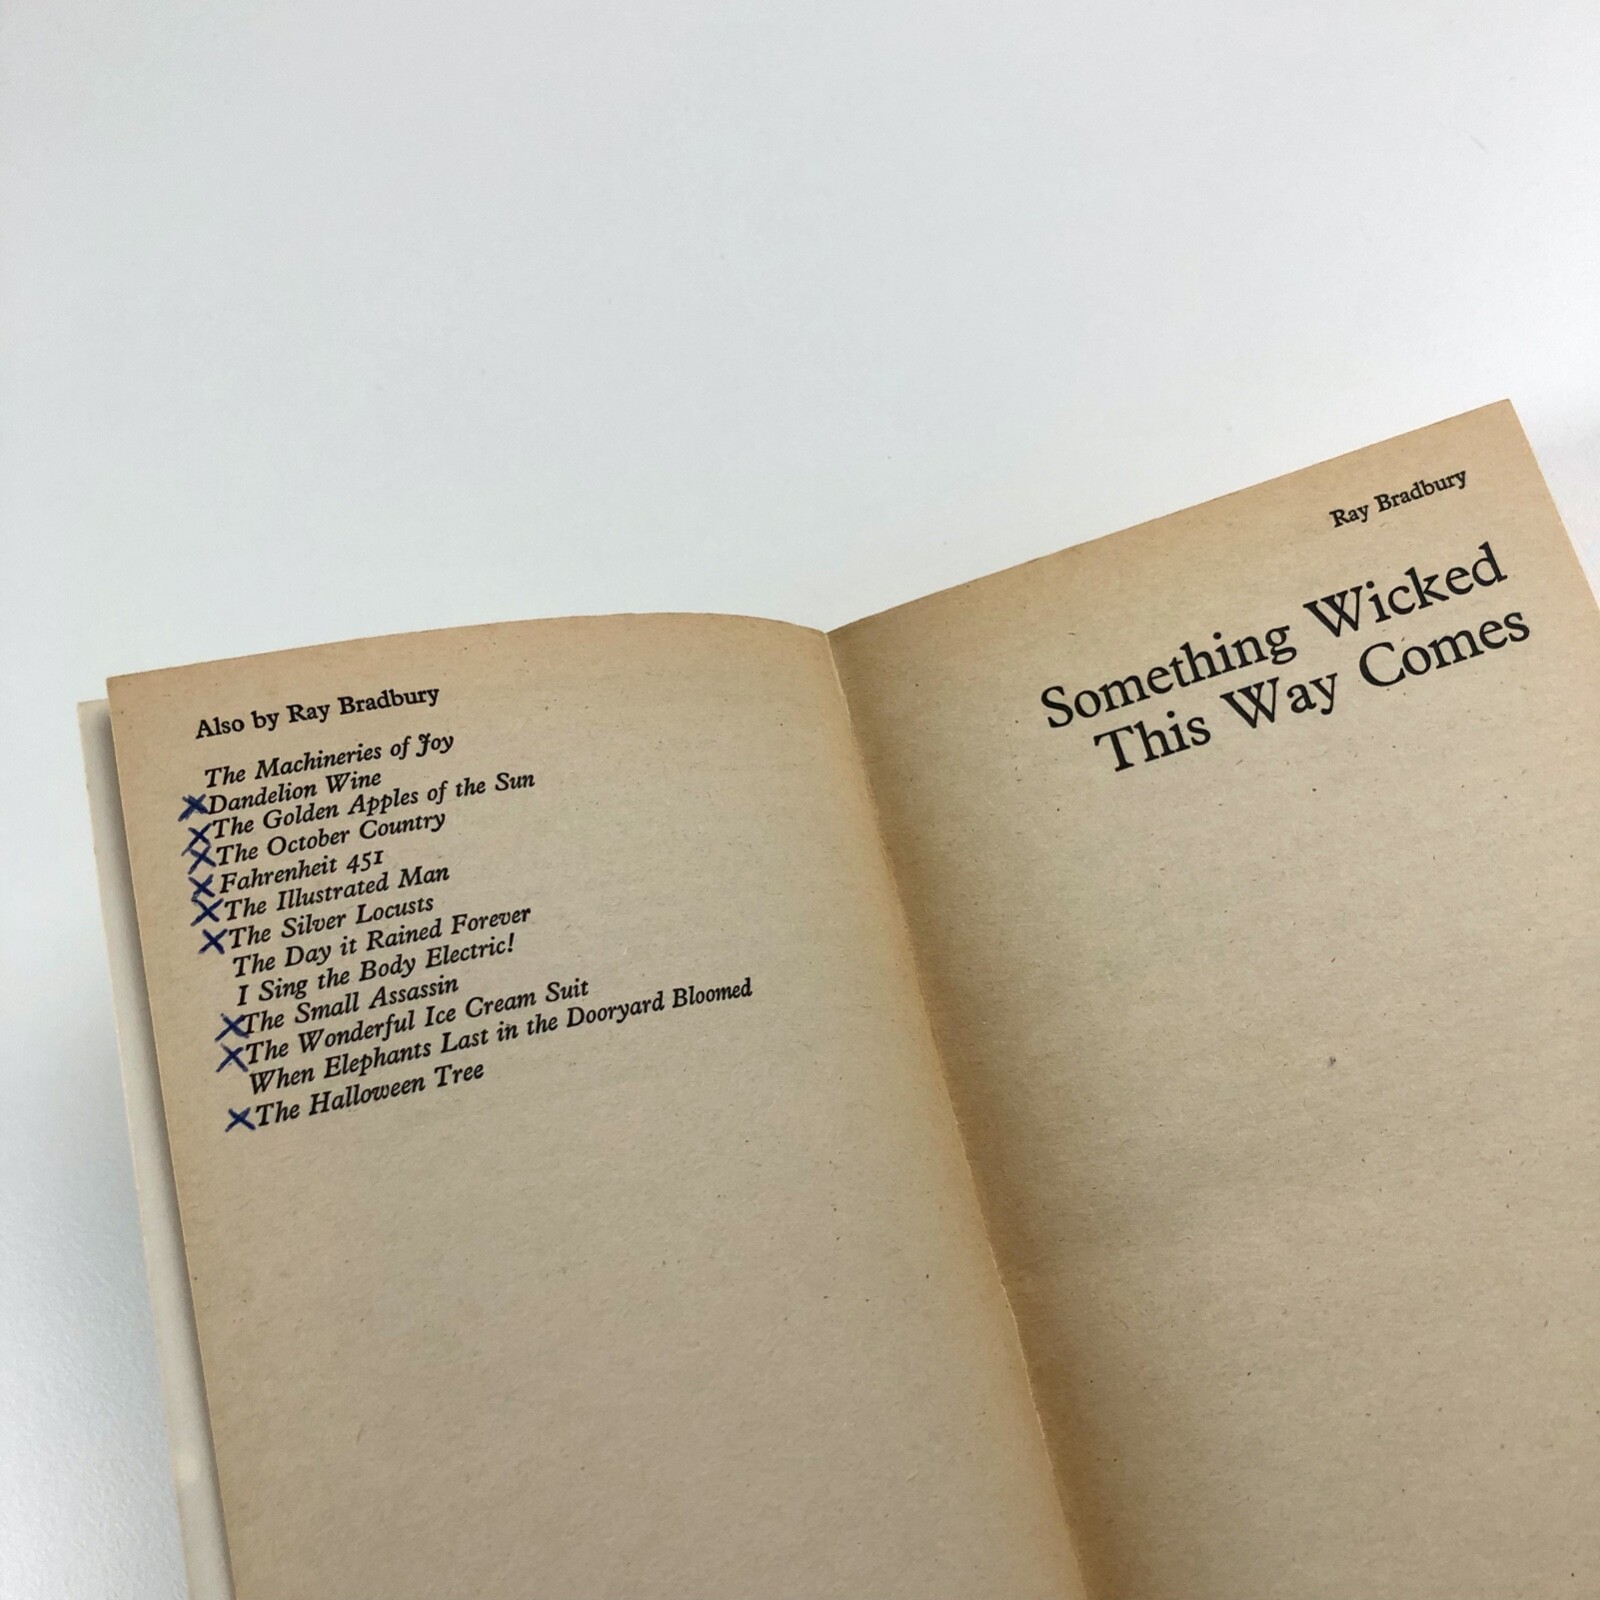 Also by Ray Bradbury
The Machineries of Joy
X Dandelion Wine
X The Golden Apples of the Sun
X The October Country
X Fahrenheit 451
X The Illustrated Man
X The Silver Locusts
The Day it Rained Forever
I Sing the Body Electric!
X The Small Assassin
X The Wonderful Ice Cream Suit
When Elephants Last in the Dooryard Bloomed
X The Halloween Tree
Ray Bradbury
Something Wicked
This Way Comes